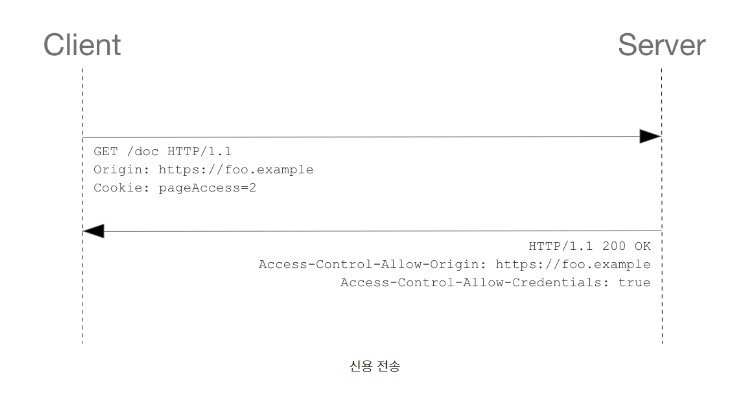 Client
Server
GET /doc HTTP/1.1
Origin: https://foo.example
Cookie: pageAccess=2
HTTP/1.1 200 OK
Access-Control-Allow-Origin: https://foo.example
Access-Control-Allow-Credentials: true
신용 전송